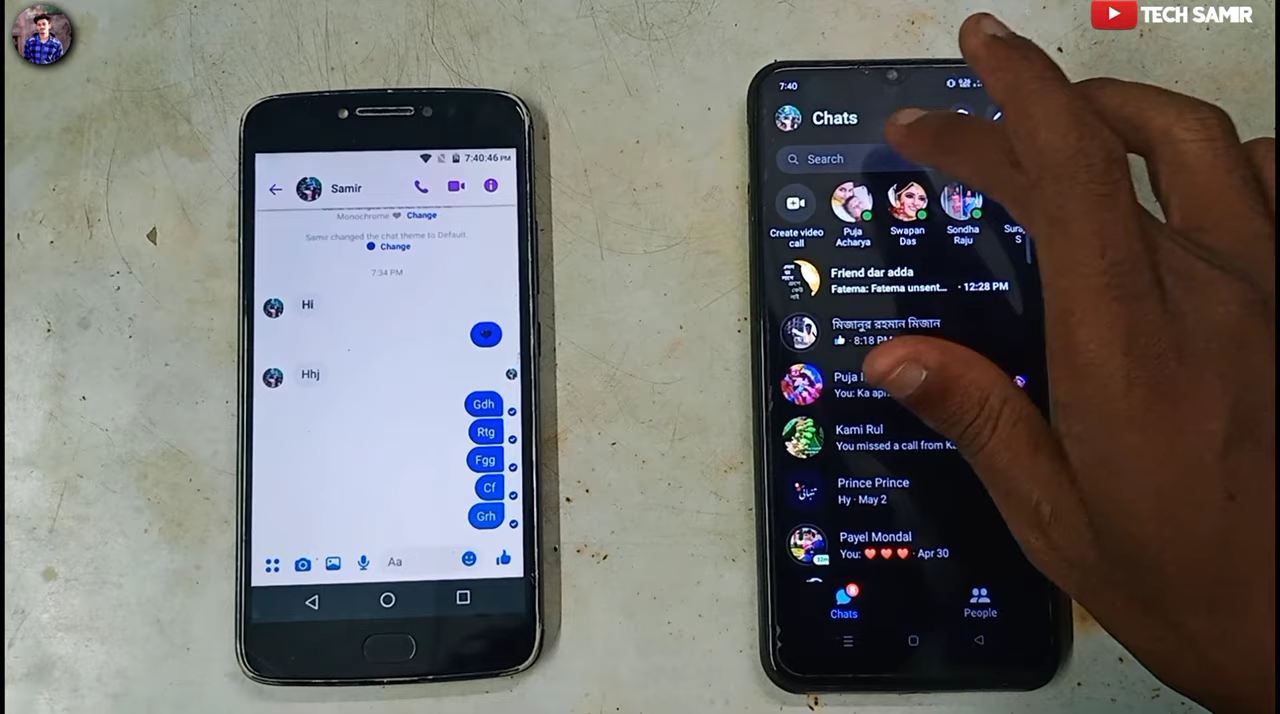 TECH SAMIR
7:40:46 PM
Samir
Monochrome 🖤 Change
Samir changed the chat theme to Default.
Change
7:34 PM
Hi
Hhj
Gdh
Rtg
Fgg
Cf
Grh
Aa
7:40
Chats
Search
Create video
call
Puja
Acharya
Swapan
Das
Sondha
Raju
S
Friend dar adda
Fatema: Fatema unsent... · 12:28 PM
মিজানুর রহমান মিজান
👍 · 8:18 PM
Puja
You: Ka
Kami Rul
You missed a call from
Prince Prince
Hy · May 2
Payel Mondal
You: ❤️ ❤️ ❤️ · Apr 30
8
Chats
People